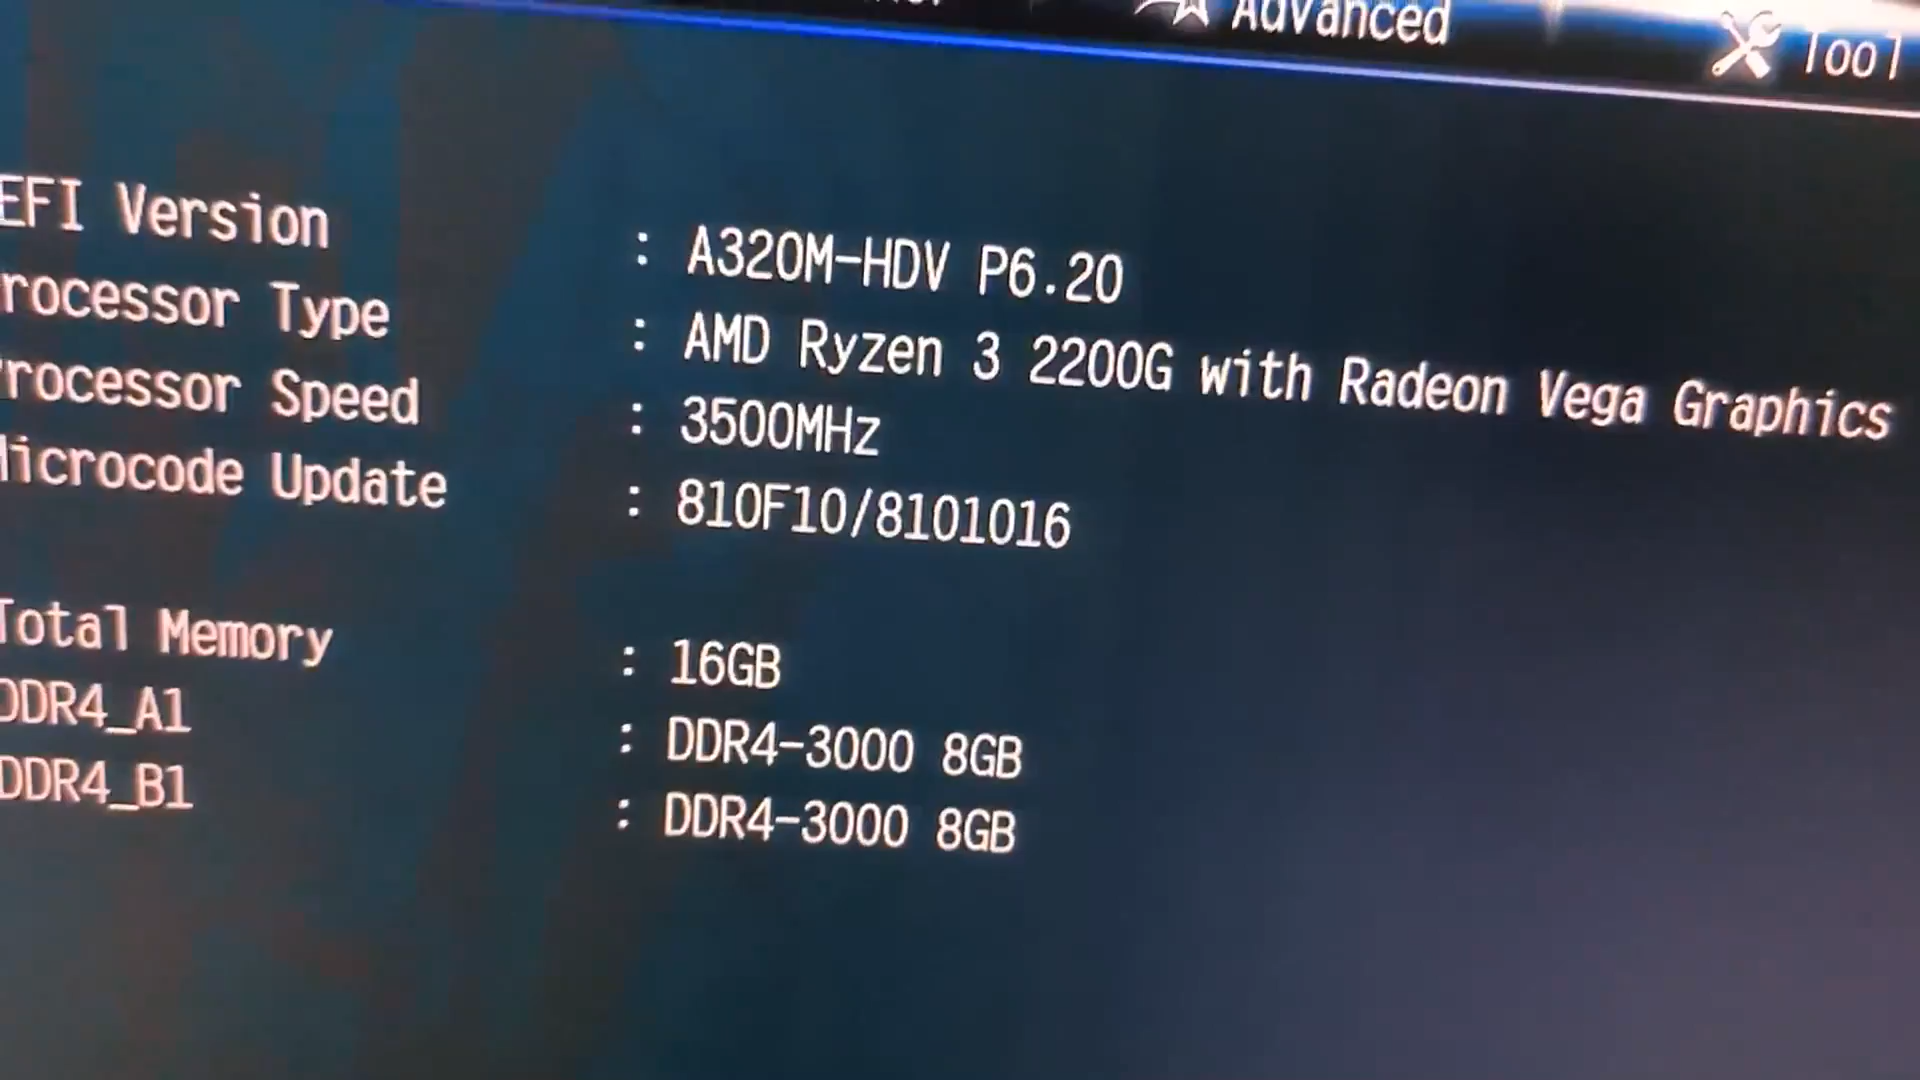 Advanced
Tool
EFI Version : A320M-HDV P6.20
rocessor Type : AMD Ryzen 3 2200G with Radeon Vega Graphics
rocessor Speed : 3500MHz
Microcode Update : 810F10/8101016
Total Memory : 16GB
DDR4_A1 : DDR4-3000 8GB
DDR4_B1 : DDR4-3000 8GB